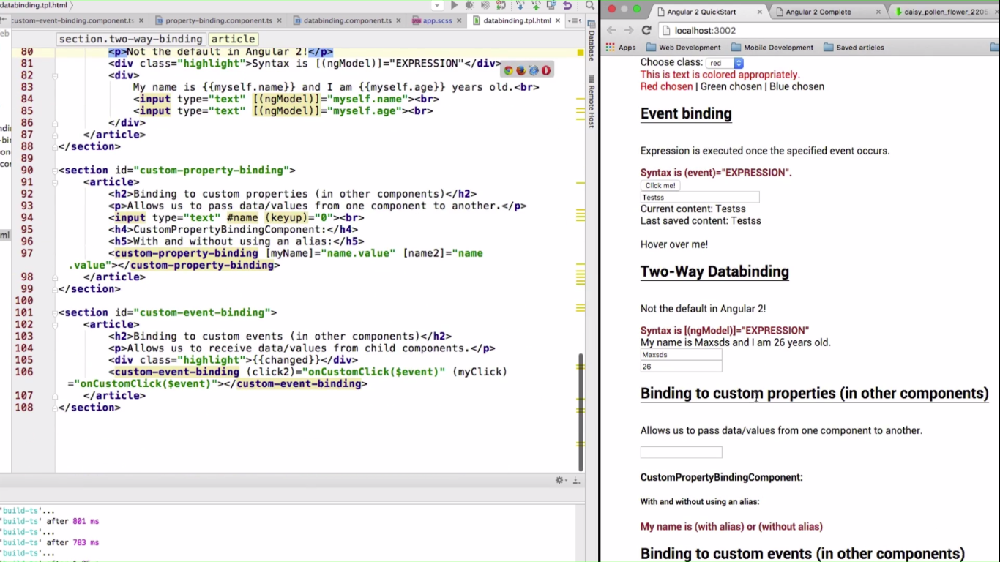 databinding.tpl.html
custom-event-binding.component.ts
property-binding.component.ts
databinding.component.ts
app.scss
databinding.tpl.html
section.two-way-binding
article
80 <p>Not the default in Angular 2!</p>
81 <div class="highlight">Syntax is [(ngModel)]="EXPRESSION"</div>
82 <div>
83 My name is {{myself.name}} and I am {{myself.age}} years old.<br>
84 <input type="text" [(ngModel)]="myself.name"><br>
85 <input type="text" [(ngModel)]="myself.age"><br>
86 </div>
87 </article>
88 </section>
89
90 <section id="custom-property-binding">
91 <article>
92 <h2>Binding to custom properties (in other components)</h2>
93 <p>Allows us to pass data/values from one component to another.</p>
94 <input type="text" #name (keyup)="0"><br>
95 <h4>CustomPropertyBindingComponent:</h4>
96 <h5>With and without using an alias:</h5>
97 <custom-property-binding [myName]="name.value" [name2]="name
.value"></custom-property-binding>
98 </article>
99 </section>
100
101 <section id="custom-event-binding">
102 <article>
103 <h2>Binding to custom events (in other components)</h2>
104 <p>Allows us to receive data/values from child components.</p>
105 <div class="highlight">{{changed}}</div>
106 <custom-event-binding (click2)="onCustomClick($event)" (myClick)
="onCustomClick($event)"></custom-event-binding>
107 </article>
108 </section>
Database
Remote Host
'build-ts'...
'build-ts' after 801 ms
'build-ts'...
'build-ts' after 783 ms
'build-ts'...
Angular 2 QuickStart
Angular 2 Complete
daisy_pollen_flower_2205
localhost:3002
Apps
Web Development
Mobile Development
Saved articles
Choose class: red
This is text is colored appropriately.
Red chosen | Green chosen | Blue chosen
Event binding
Expression is executed once the specified event occurs.
Syntax is (event)="EXPRESSION".
Click me!
Testss
Current content: Testss
Last saved content: Testss
Hover over me!
Two-Way Databinding
Not the default in Angular 2!
Syntax is [(ngModel)]="EXPRESSION"
My name is Maxsds and I am 26 years old.
Maxsds
26
Binding to custom properties (in other components)
Allows us to pass data/values from one component to another.
CustomPropertyBindingComponent:
With and without using an alias:
My name is (with alias) or (without alias)
Binding to custom events (in other components)